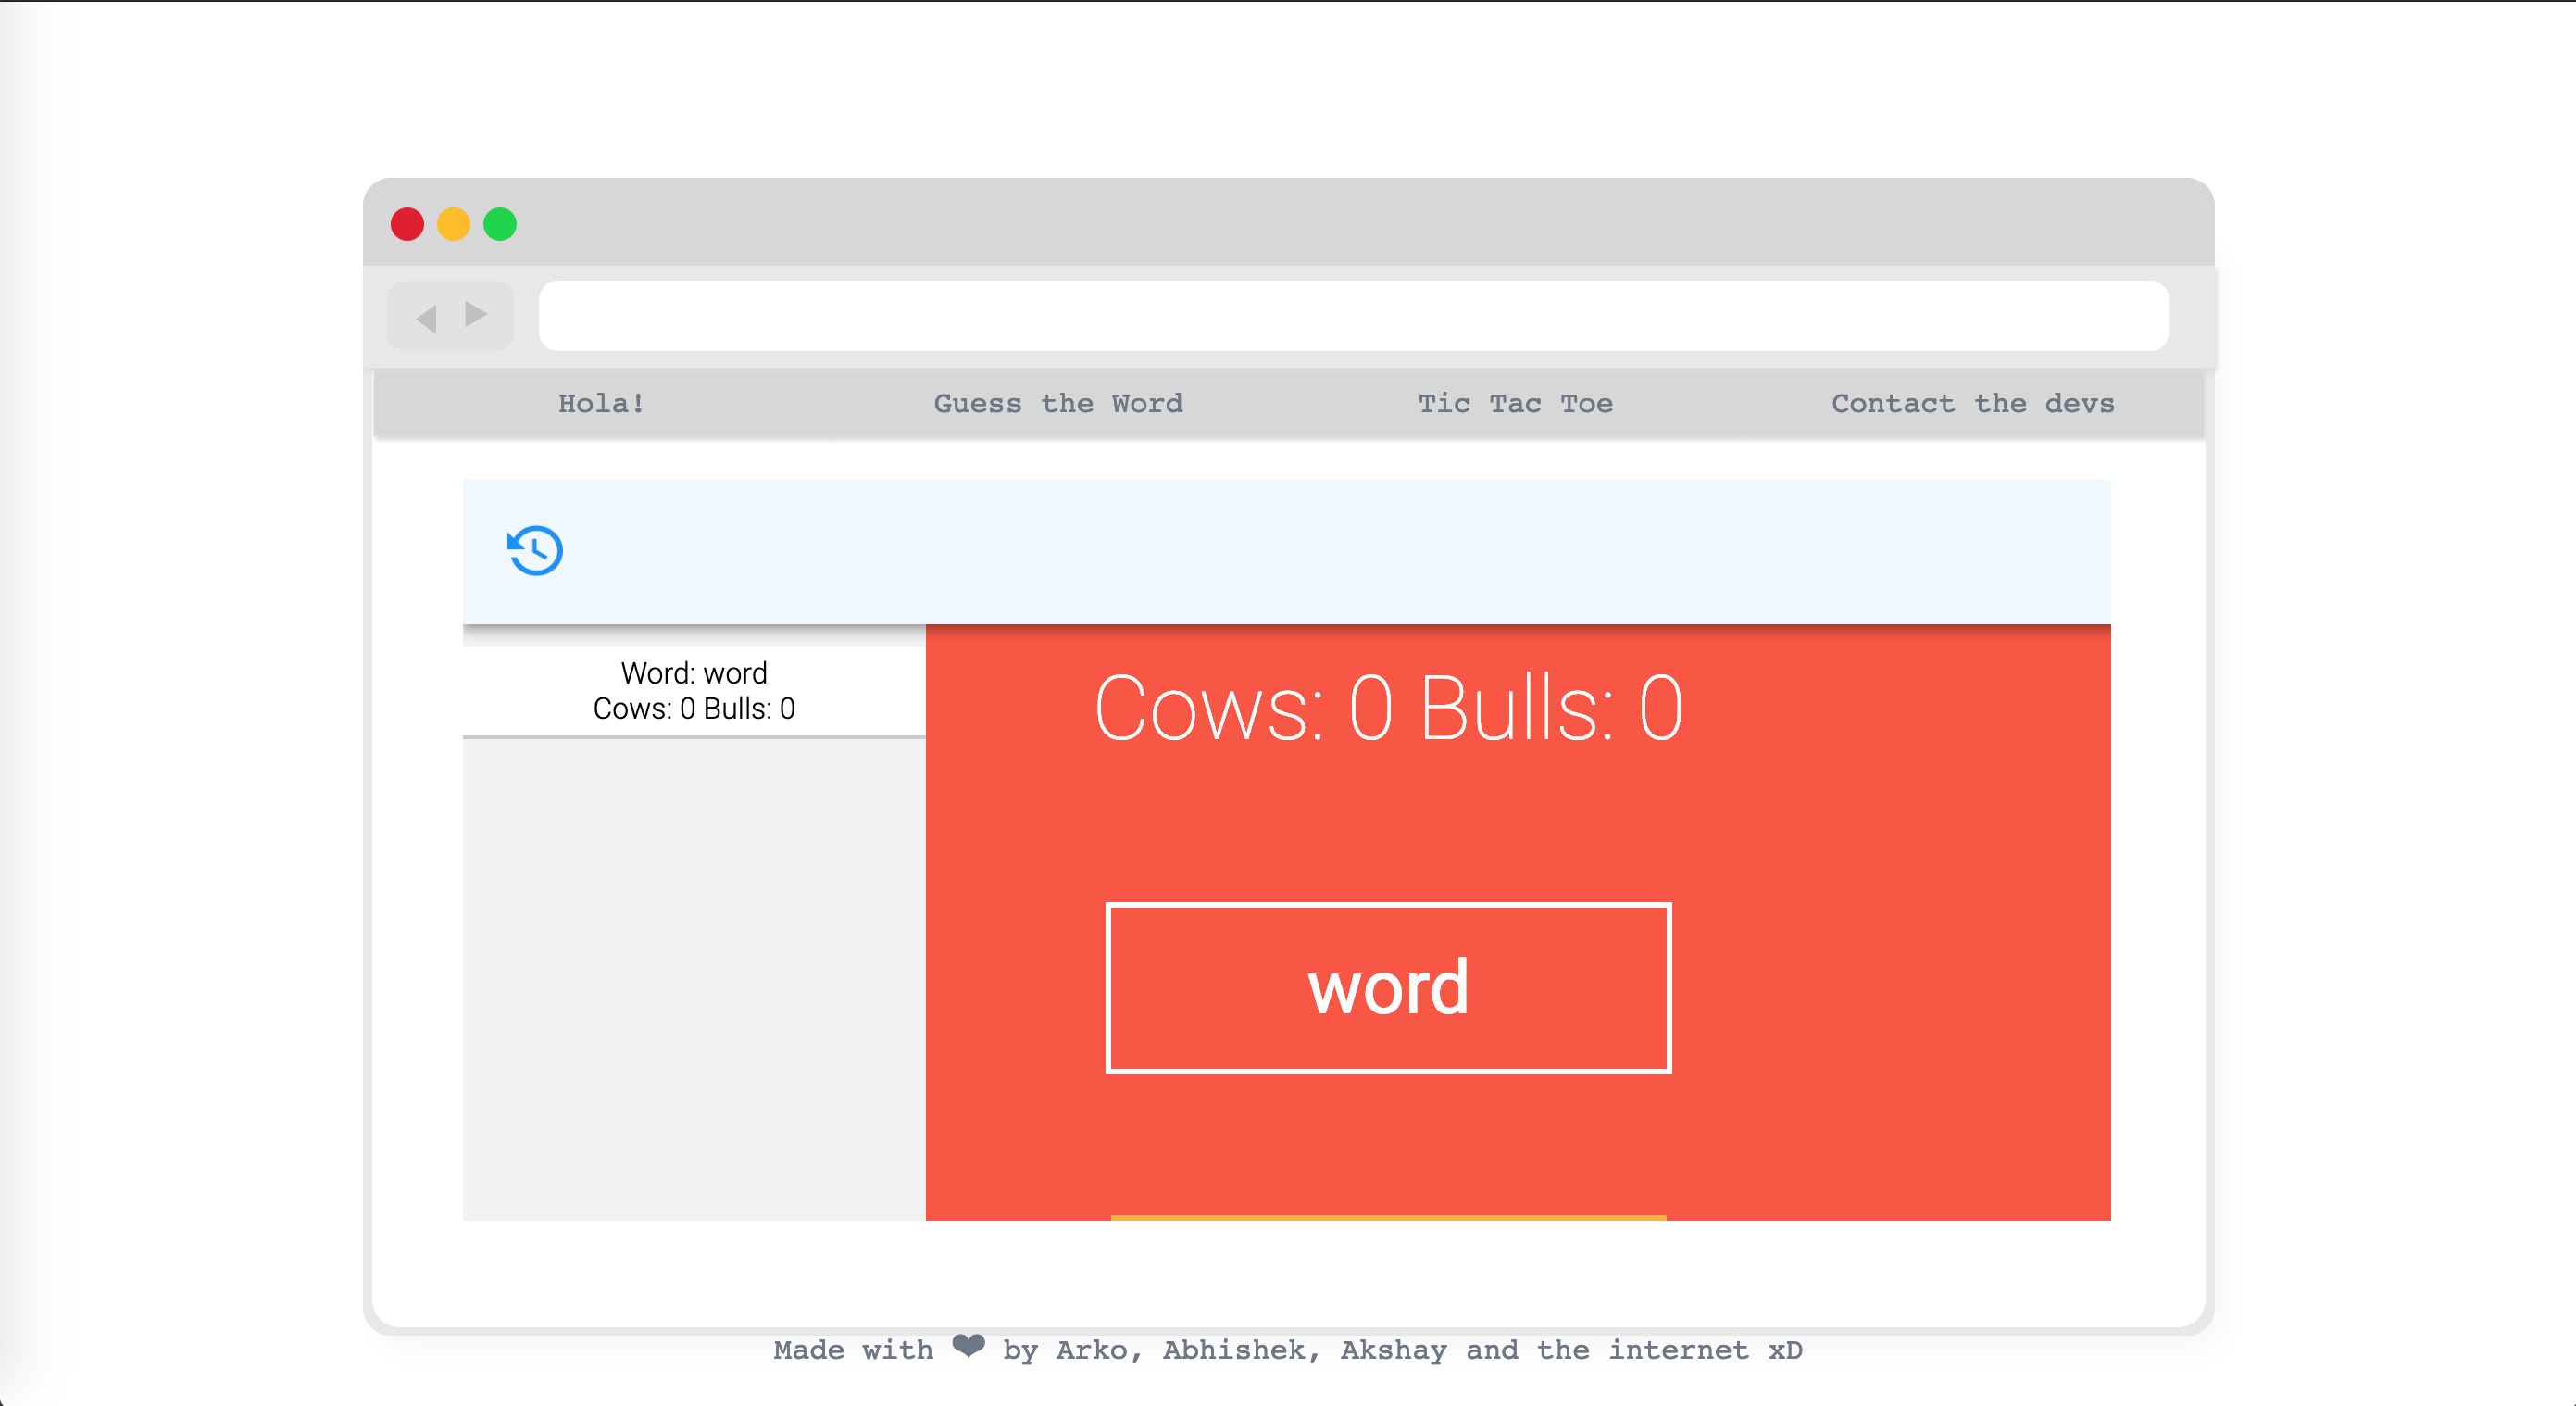 Hola! Guess the Word Tic Tac Toe Contact the devs
Word: word
Cows: 0 Bulls: 0
Cows: 0 Bulls: 0
word
Made with ❤ by Arko, Abhishek, Akshay and the internet xD